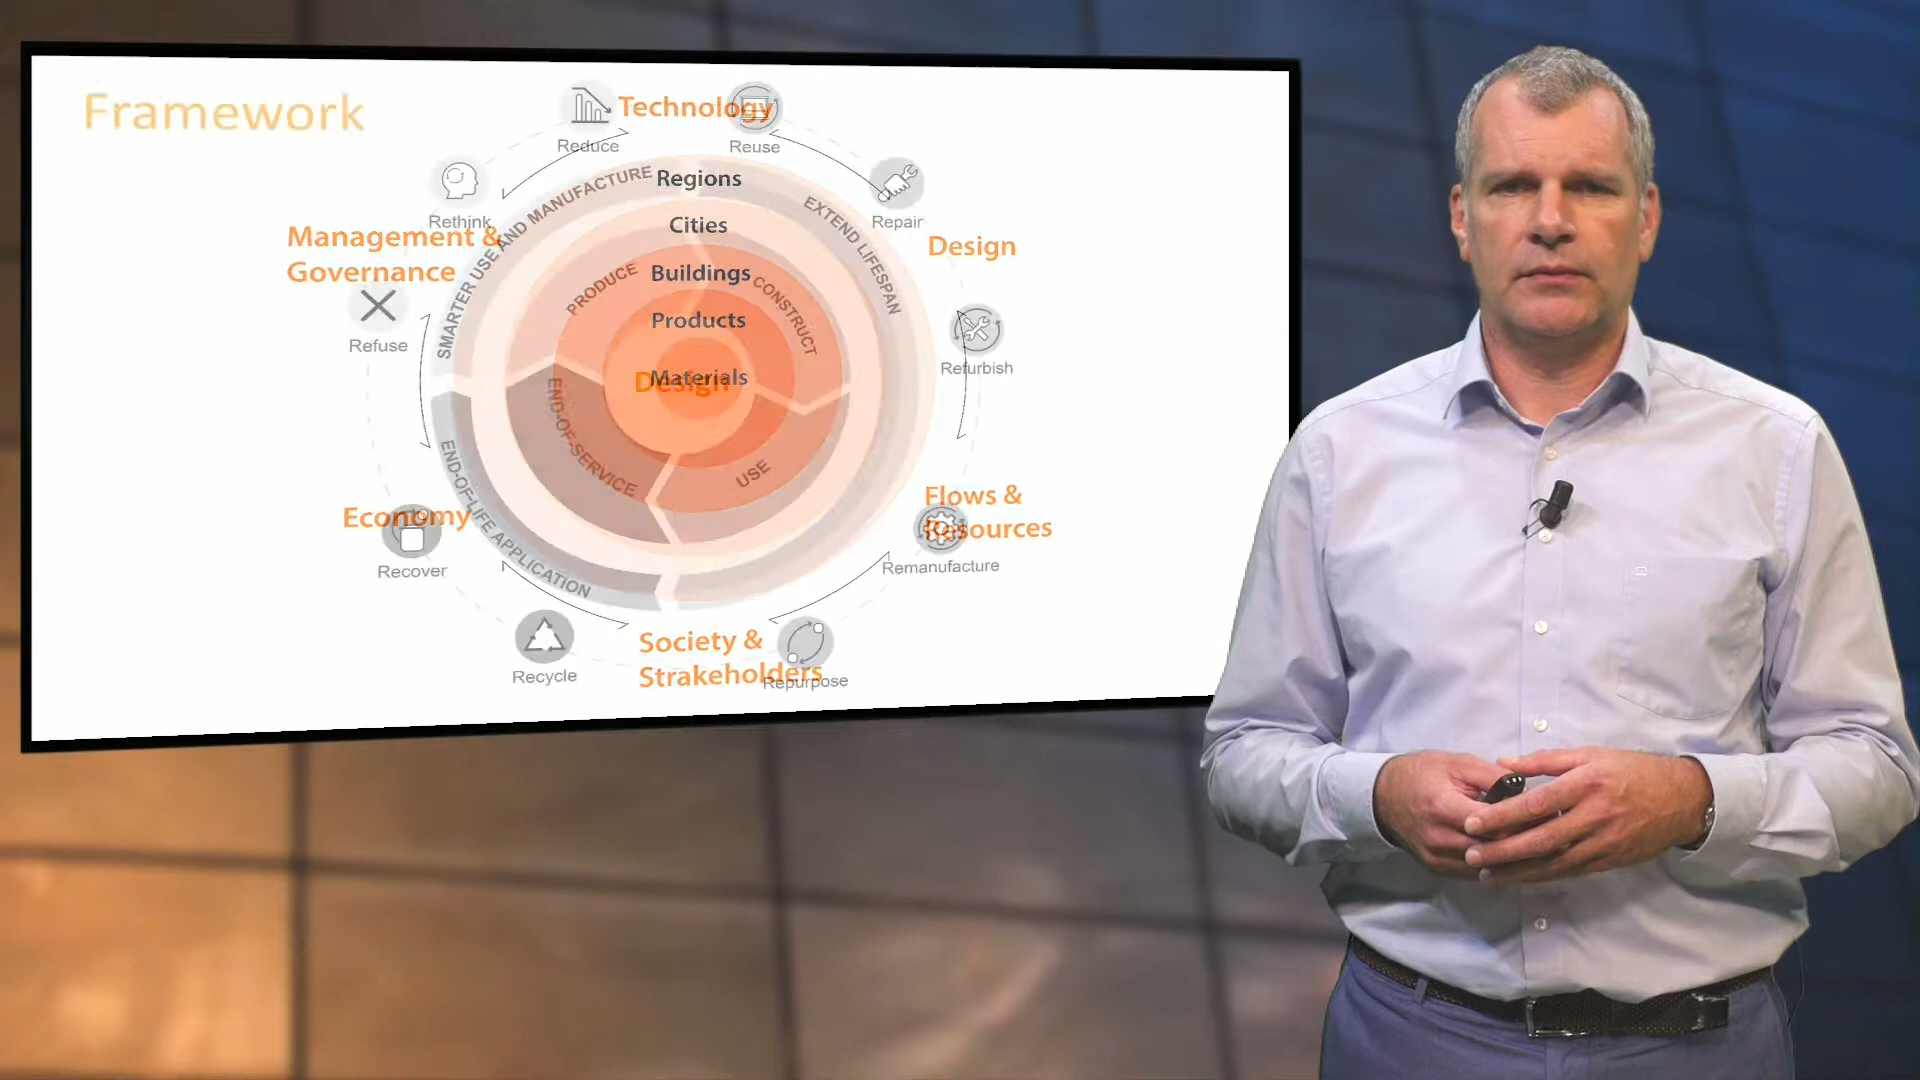 Framework
Technology
Reduce
Reuse
Rethink
Repair
Management &
Governance
Design
Refuse
Refurbish
SMARTER USE AND MANUFACTURE
EXTEND LIFESPAN
END-OF-LIFE APPLICATION
Regions
Cities
Buildings
Products
Materials
Design
PRODUCE
CONSTRUCT
END-OF-SERVICE
USE
Economy
Recover
Flows &
Resources
Remanufacture
Recycle
Society &
Strakeholders
Repurpose